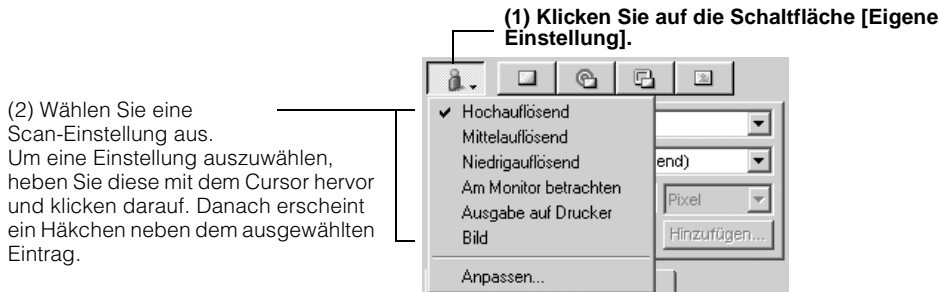 (1) Klicken Sie auf die Schaltfläche [Eigene
Einstellung].
(2) Wählen Sie eine
Scan-Einstellung aus.
Um eine Einstellung auszuwählen,
heben Sie diese mit dem Cursor hervor
und klicken darauf. Danach erscheint
ein Häkchen neben dem ausgewählten
Eintrag.
Hochauflösend
Mittelauflösend
Niedrigauflösend
end)
Am Monitor betrachten
Pixel
Ausgabe auf Drucker
Bild
Hinzufügen...
Anpassen...